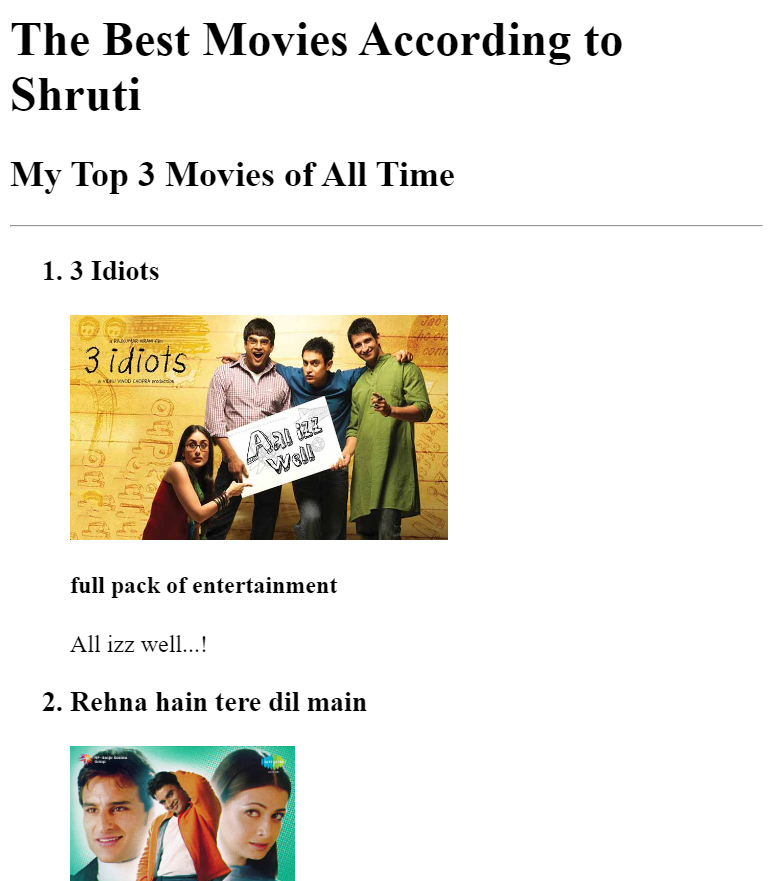 The Best Movies According to
Shruti
My Top 3 Movies of All Time
1. 3 Idiots
a RAJKUMAR HIRANI film
3 idiots
a VIDHU VINOD CHOPRA production
Aal izz
Well
full pack of entertainment
All izz well...!
2. Rehna hain tere dil main